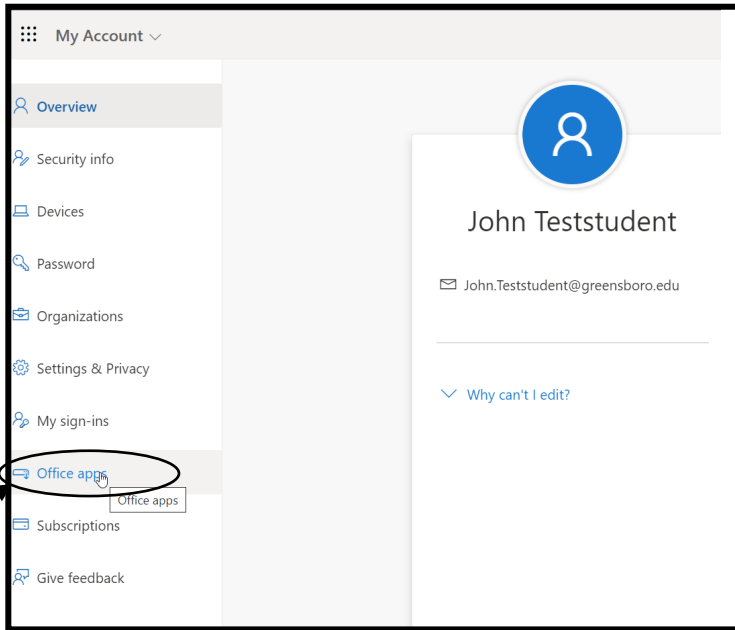 My Account
Overview
Security info
Devices
Password
Organizations
Settings & Privacy
My sign-ins
Office apps
Office apps
Subscriptions
Give feedback
John Teststudent
John.Teststudent@greensboro.edu
Why can't I edit?